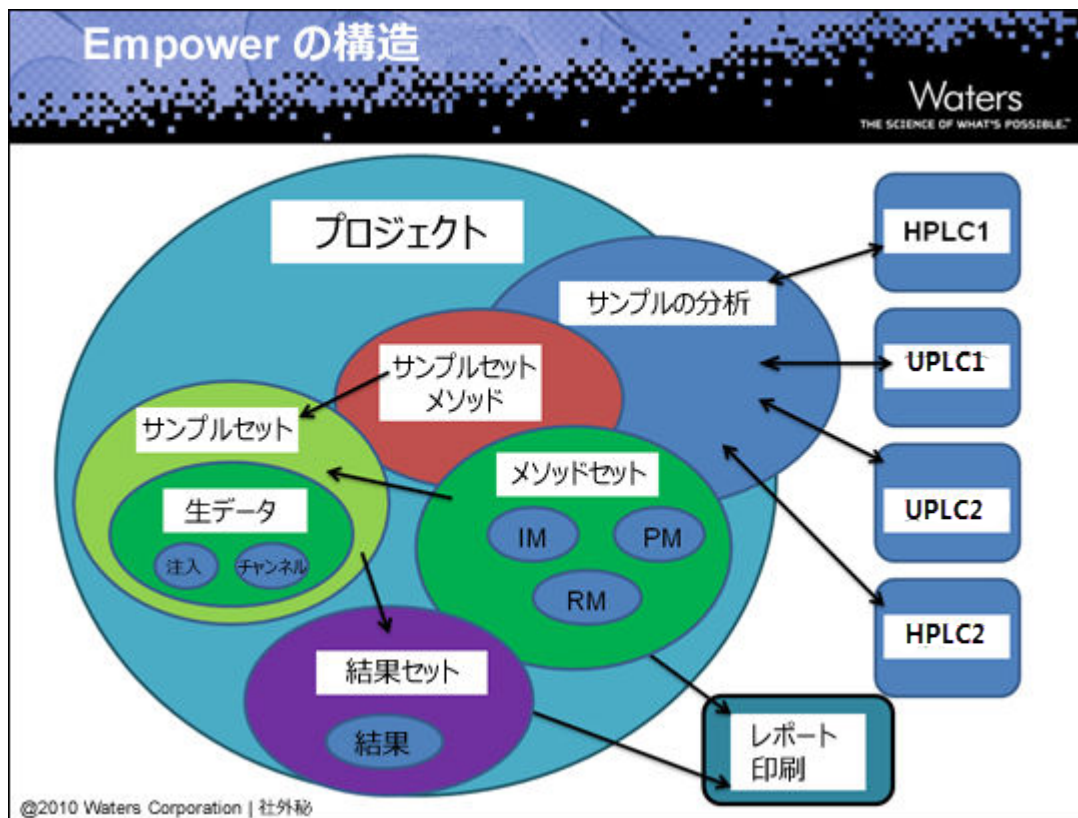 Empower の構造
Waters
THE SCIENCE OF WHAT'S POSSIBLE.™
プロジェクト
サンプルの分析
HPLC1
UPLC1
UPLC2
HPLC2
サンプルセット
メソッド
サンプルセット
生データ
注入
チャンネル
メソッドセット
IM
PM
RM
結果セット
結果
レポート
印刷
@2010 Waters Corporation | 社外秘